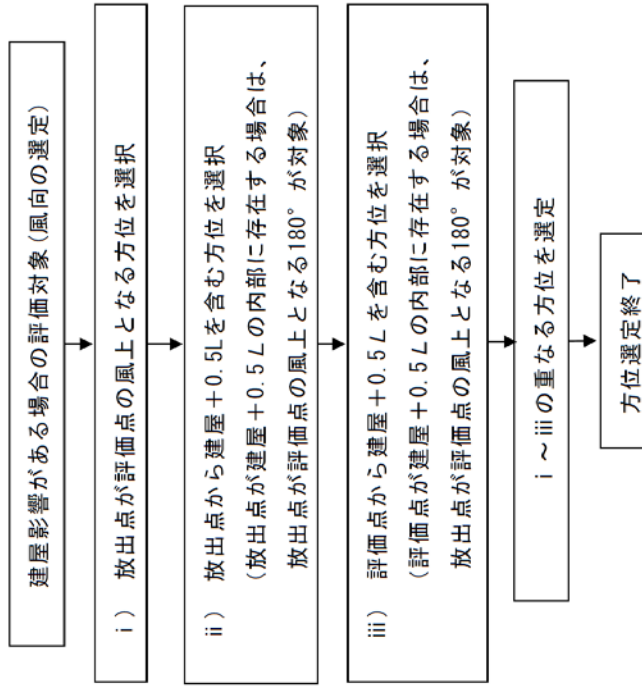 建屋影響がある場合の評価対象(風向の選定)
ⅰ) 放出点が評価点の風上となる方位を選択
ⅱ) 放出点から建屋＋0.5Lを含む方位を選択
(放出点が建屋＋0.5Lの内部に存在する場合は、
放出点が評価点の風上となる180°が対象)
ⅲ) 評価点から建屋＋0.5Lを含む方位を選択
(評価点が建屋＋0.5Lの内部に存在する場合は、
放出点が評価点の風上となる180°が対象)
ⅰ～ⅲの重なる方位を選定
方位選定終了